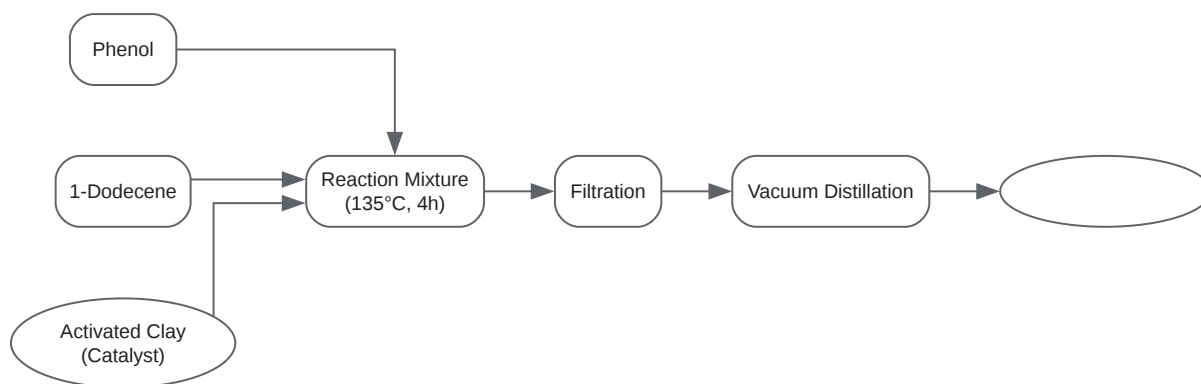 Phenol
1-Dodecene
Reaction Mixture
(135°C, 4h)
Filtration
Vacuum Distillation
Activated Clay
(Catalyst)